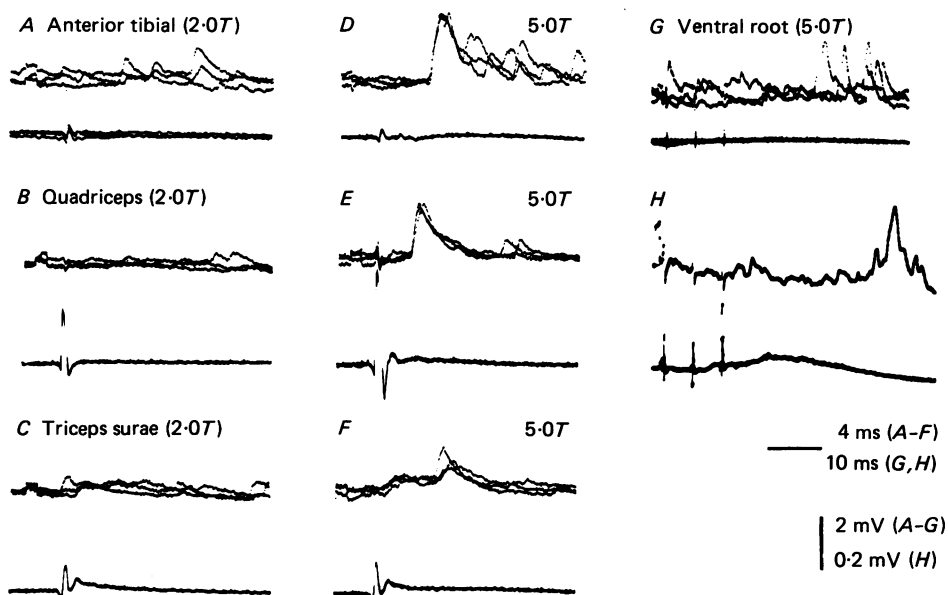 A Anterior tibial (2·0T)
D 5·0T
G Ventral root (5·0T)
B Quadriceps (2·0T)
E 5·0T
H
C Triceps surae (2·0T)
F 5·0T
4 ms (A–F)
10 ms (G,H)
2 mV (A–G)
0·2 mV (H)